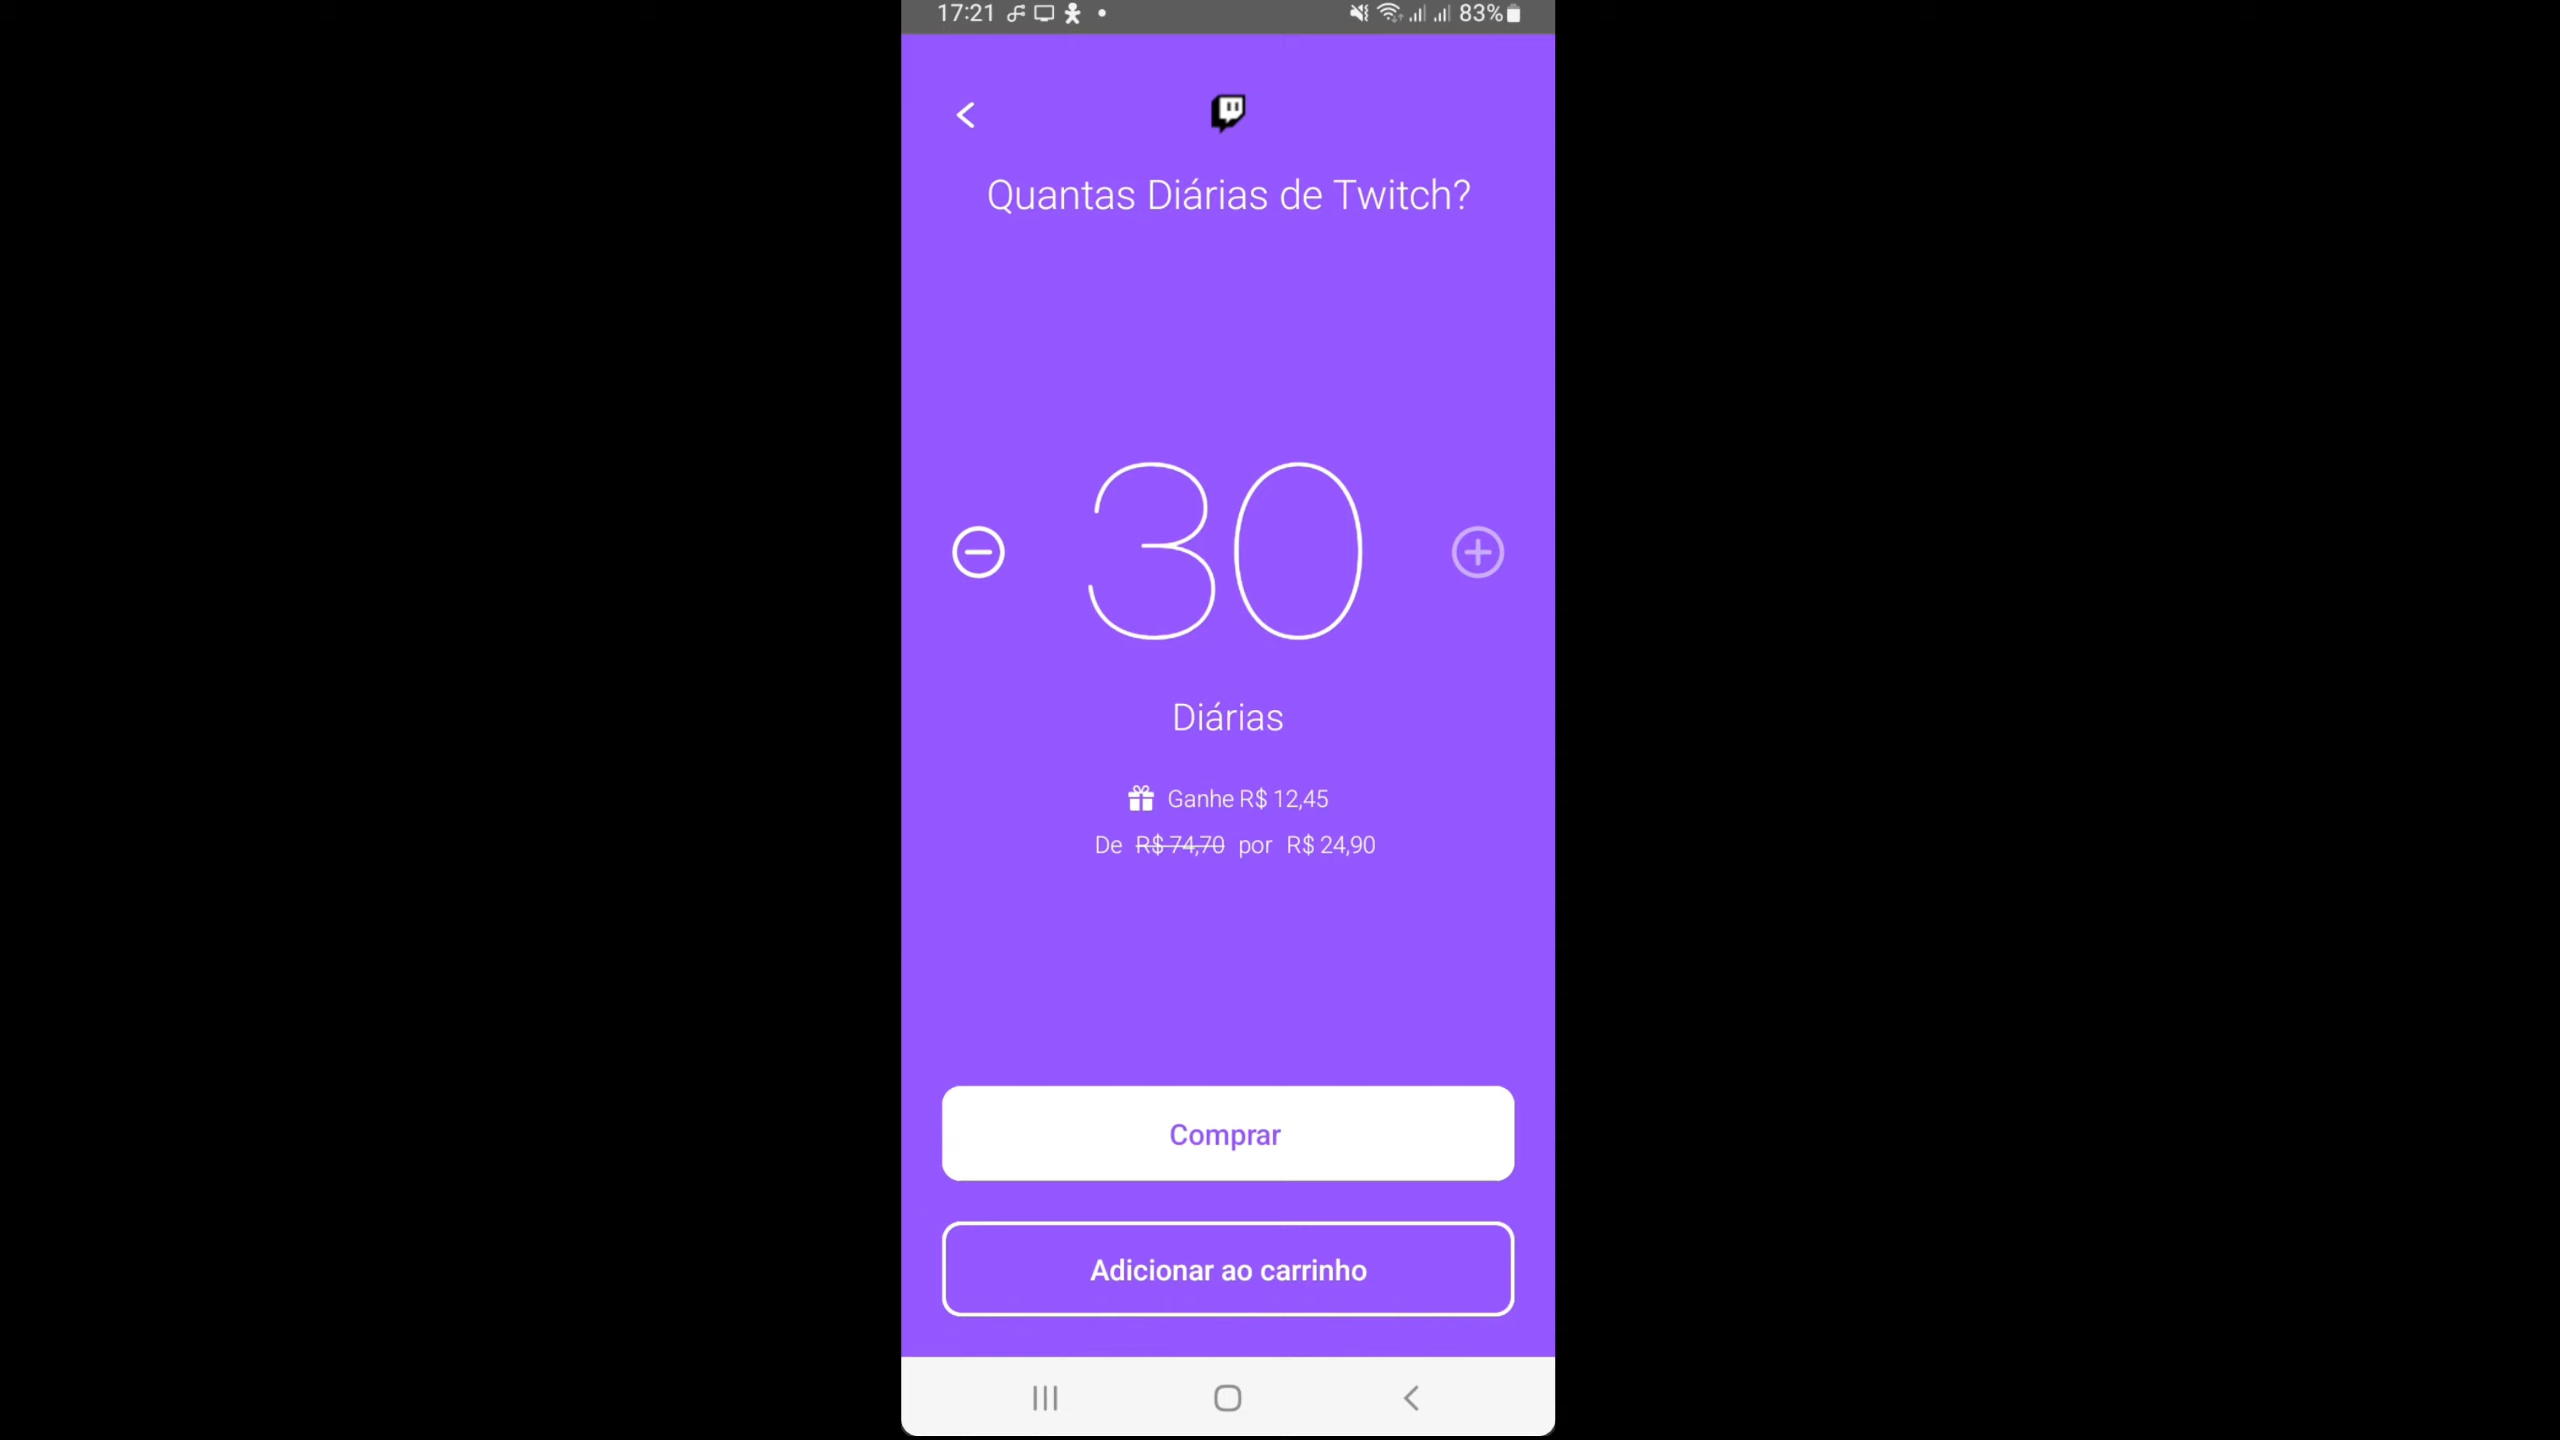 17:21
83%
Quantas Diárias de Twitch?
30
Diárias
Ganhe R$ 12,45
De R$ 74,70 por R$ 24,90
Comprar
Adicionar ao carrinho